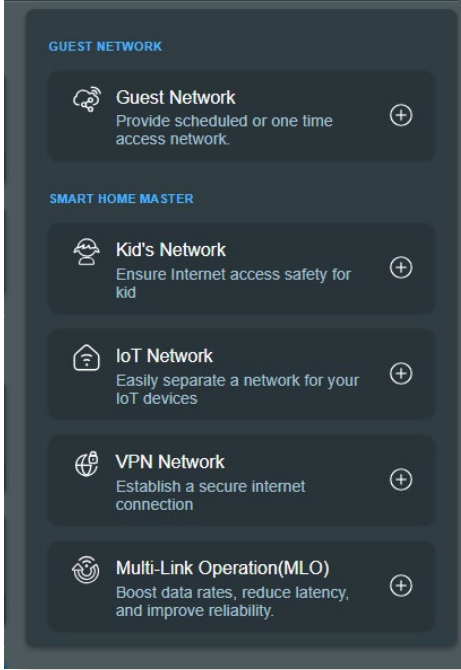 GUEST NETWORK
Guest Network
Provide scheduled or one time
access network.
SMART HOME MASTER
Kid's Network
Ensure Internet access safety for
kid
IoT Network
Easily separate a network for your
IoT devices
VPN Network
Establish a secure internet
connection
Multi-Link Operation(MLO)
Boost data rates, reduce latency,
and improve reliability.